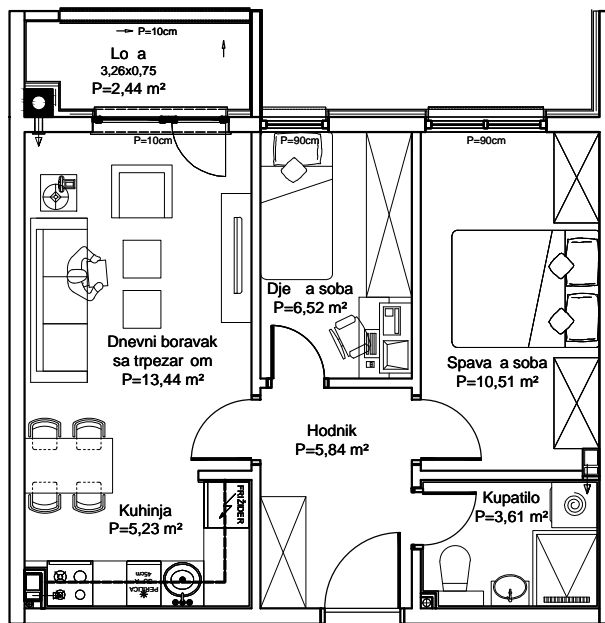 P=10cm
Lo a
3,26x0,75
P=2,44 m²
P=10cm
P=90cm
P=90cm
Dje a soba
P=6,52 m²
Dnevni boravak
sa trpezar om
P=13,44 m²
Spava a soba
P=10,51 m²
Hodnik
P=5,84 m²
Kuhinja
P=5,23 m²
FRIŽIDER
Kupatilo
P=3,61 m²
45cm